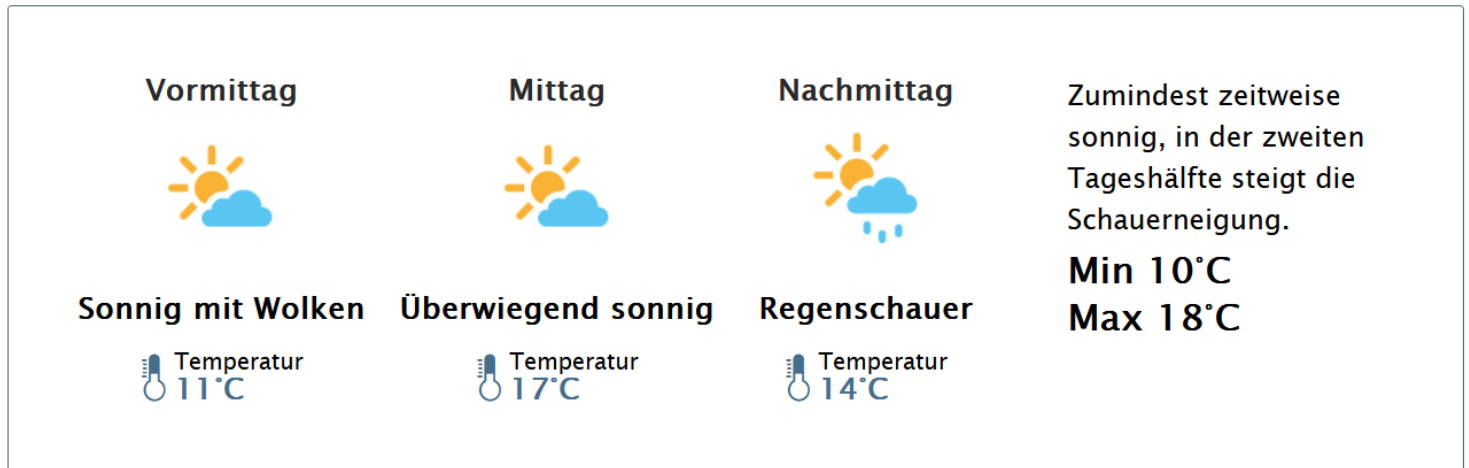 Vormittag
Mittag
Nachmittag
Sonnig mit Wolken
Überwiegend sonnig
Regenschauer
Temperatur
11°C
Temperatur
17°C
Temperatur
14°C
Zumindest zeitweise
sonnig, in der zweiten
Tageshälfte steigt die
Schauerneigung.
Min 10°C
Max 18°C